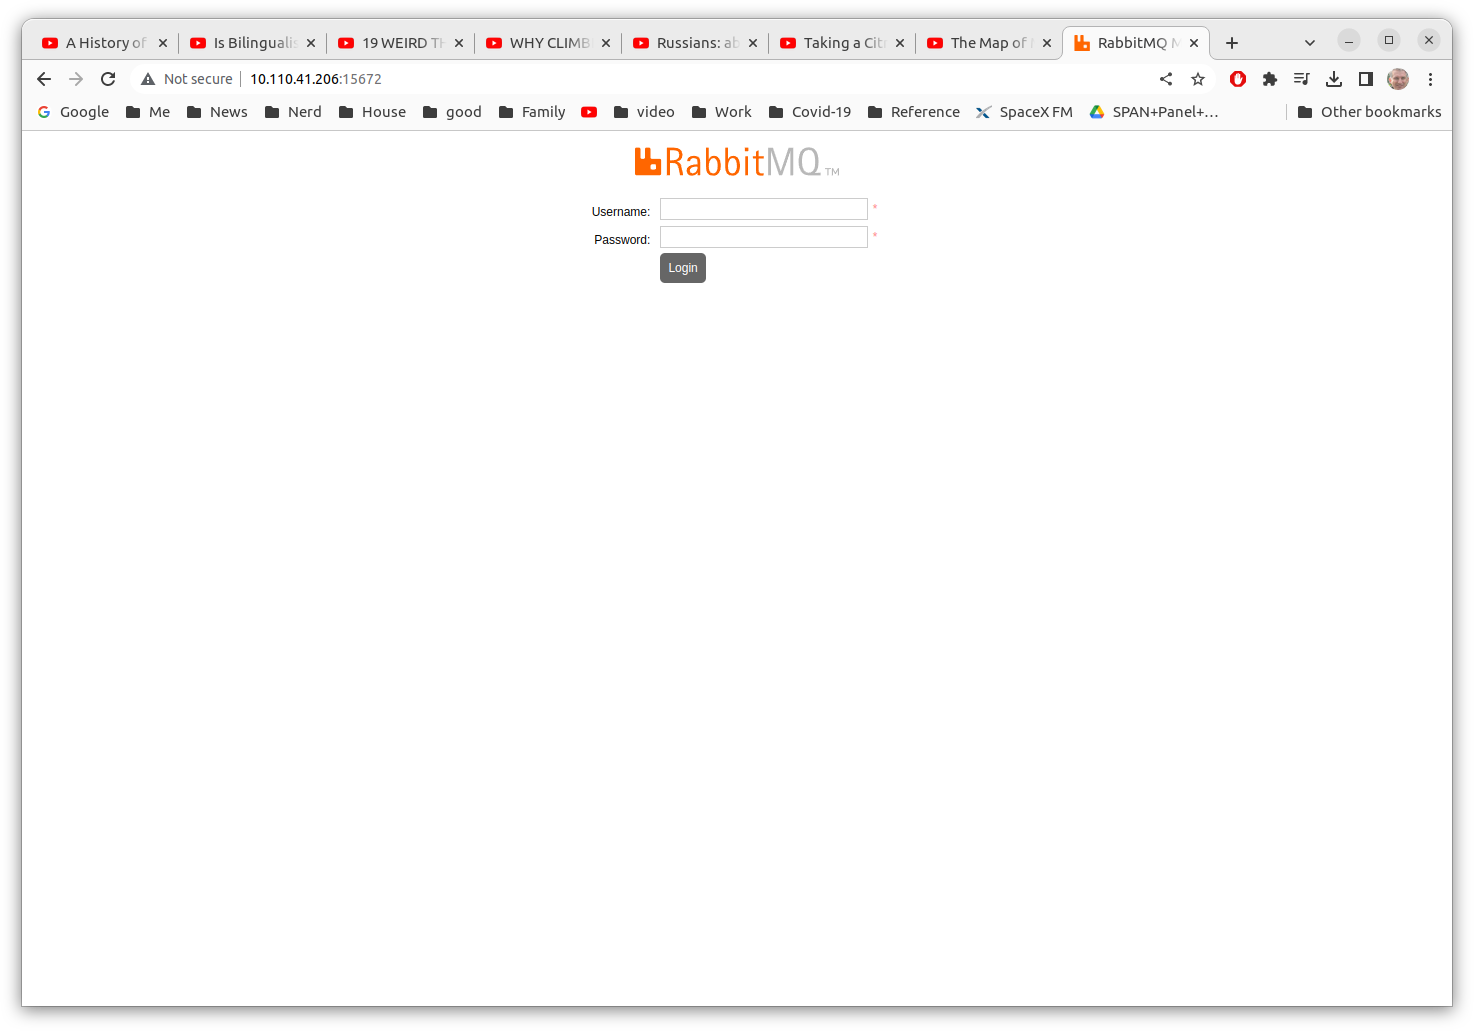 A History of
Is Bilingualis
19 WEIRD TH
WHY CLIMB
Russians: ab
Taking a Citr
The Map of
RabbitMQ M
Not secure
10.110.41.206:15672
Google
Me
News
Nerd
House
good
Family
video
Work
Covid-19
Reference
SpaceX FM
SPAN+Panel+...
Other bookmarks
RabbitMQ TM
Username: *
Password: *
Login